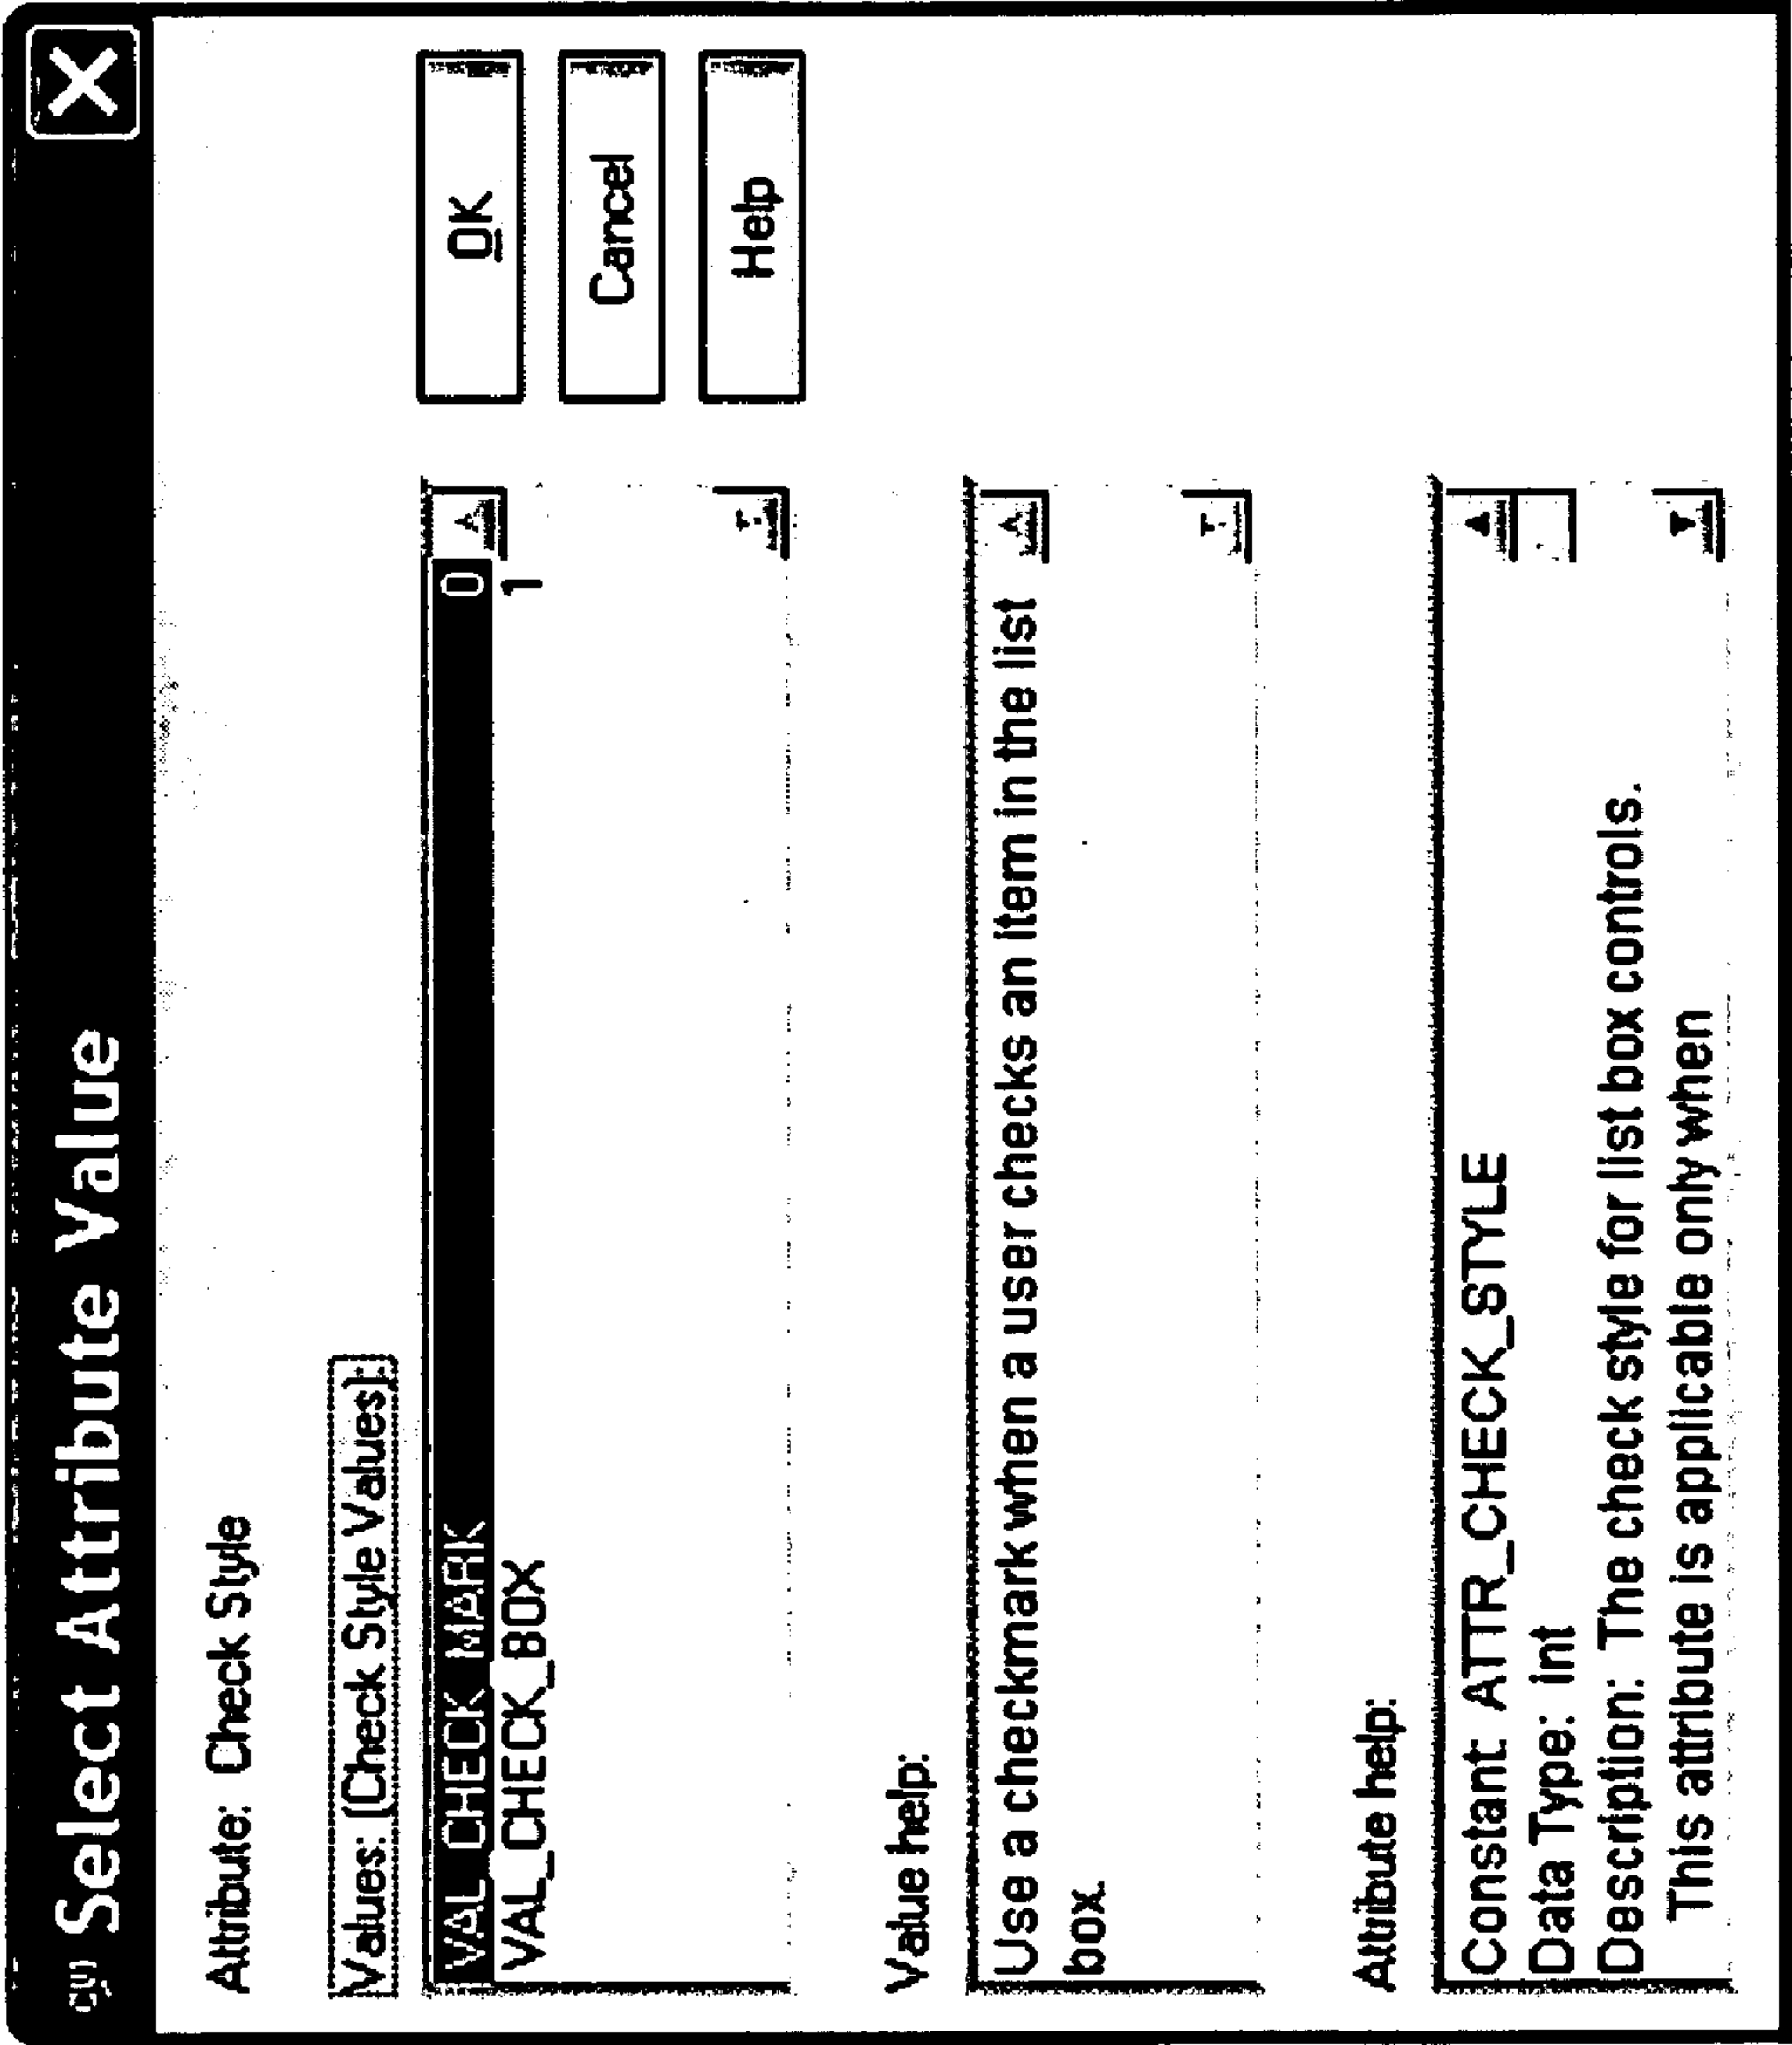 cvi Select Attribute Value
Attribute: Check Style
Values: (Check Style Values):
VAL_CHECK_MARK 0
VAL_CHECK_BOX 1
OK
Cancel
Help
Value help:
Use a checkmark when a user checks an item in the list
box.
Attribute help:
Constant: ATTR_CHECK_STYLE
Data Type: int
Description: The check style for list box controls.
This attribute is applicable only when